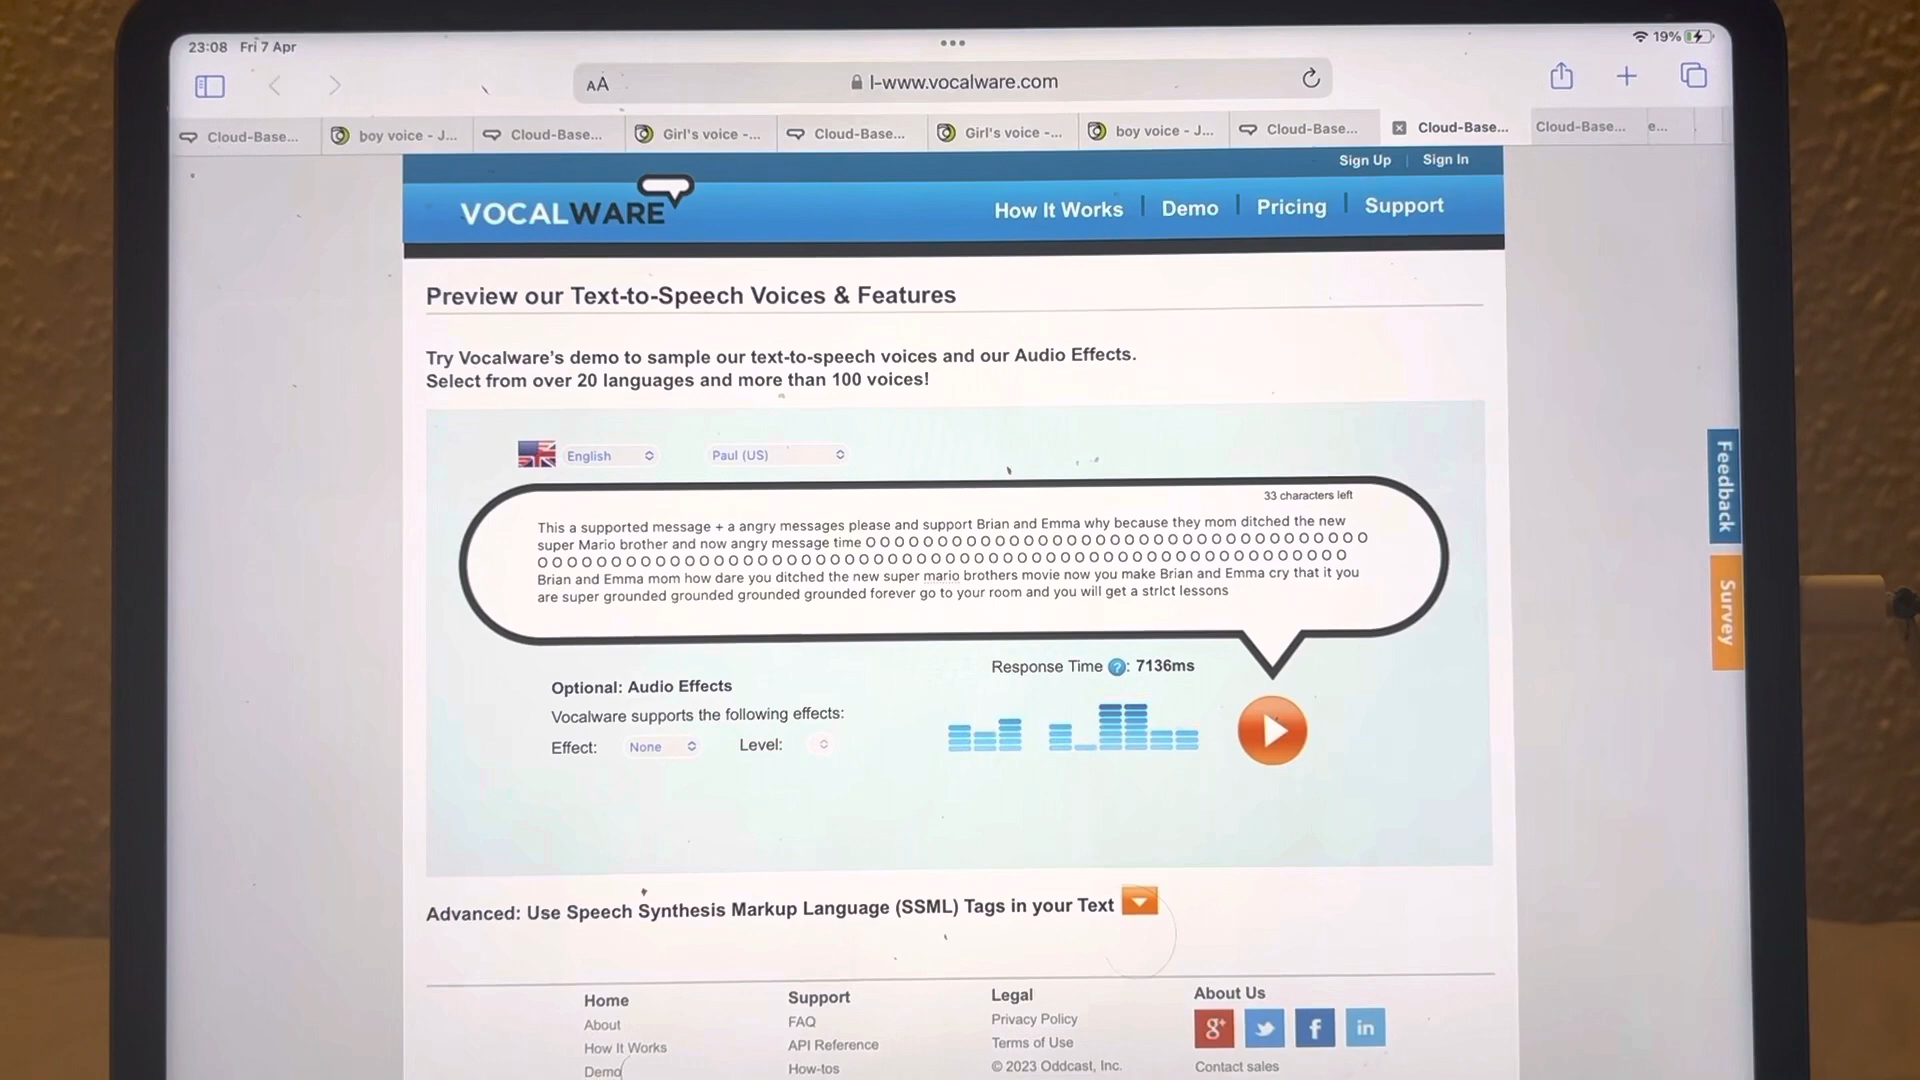 23:08 Fri 7 Apr
19%
AA
l-www.vocalware.com
Cloud-Base...
boy voice - J...
Cloud-Base...
Girl's voice -...
Cloud-Base...
Girl's voice -...
boy voice - J...
Cloud-Base...
Cloud-Base...
Cloud-Base...
e...
Sign Up | Sign In
VOCALWARE
How It Works | Demo | Pricing | Support
Preview our Text-to-Speech Voices & Features
Try Vocalware's demo to sample our text-to-speech voices and our Audio Effects.
Select from over 20 languages and more than 100 voices!
English
Paul (US)
33 characters left
This a supported message + a angry messages please and support Brian and Emma why because they mom ditched the new
super Mario brother and now angry message time O O O O O O O O O O O O O O O O O O O O O O O O O O O O O O O O O O O
O O O O O O O O O O O O O O O O O O O O O O O O O O O O O O O O O O O O O O O O O O O O O O O O O O O O O O O O
Brian and Emma mom how dare you ditched the new super mario brothers movie now you make Brian and Emma cry that it you
are super grounded grounded grounded grounded forever go to your room and you will get a strIct lessons
Response Time ?: 7136ms
Optional: Audio Effects
Vocalware supports the following effects:
Effect: None Level:
Feedback
Survey
Advanced: Use Speech Synthesis Markup Language (SSML) Tags in your Text
Home
About
How It Works
Demo
Support
FAQ
API Reference
How-tos
Legal
Privacy Policy
Terms of Use
© 2023 Oddcast, Inc.
About Us
g+
f
in
Contact sales